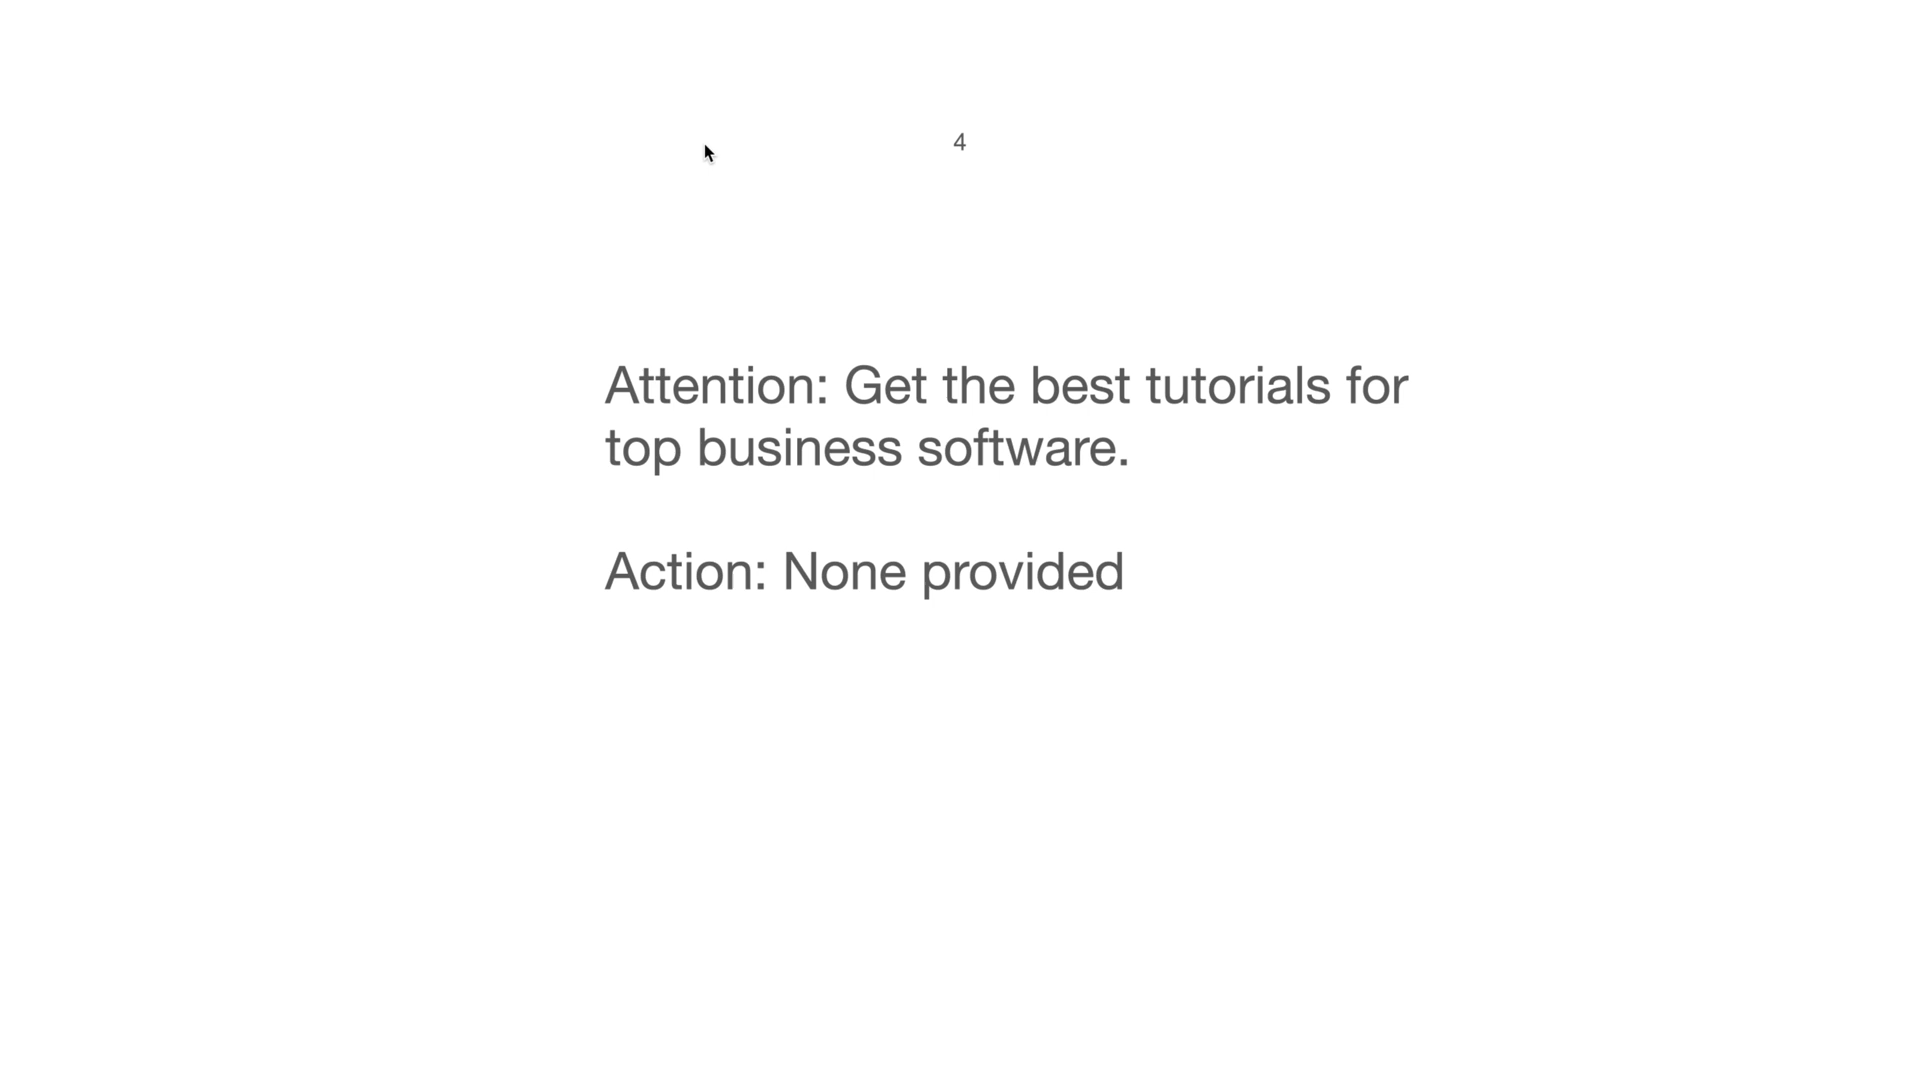 4
Attention: Get the best tutorials for
top business software.
Action: None provided